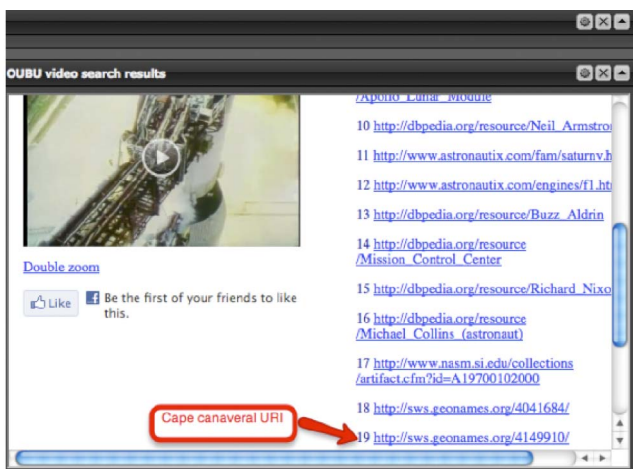 OUBU video search results
/Apollo_Lunar_Module
10 http://dbpedia.org/resource/Neil_Armstro
11 http://www.astronautix.com/fam/saturnv.h
12 http://www.astronautix.com/engines/f1.ht
13 http://dbpedia.org/resource/Buzz_Aldrin
14 http://dbpedia.org/resource
/Mission_Control_Center
15 http://dbpedia.org/resource/Richard_Nixo
16 http://dbpedia.org/resource
/Michael_Collins_(astronaut)
17 http://www.nasm.si.edu/collections
/artifact.cfm?id=A19700102000
18 http://sws.geonames.org/4041684/
19 http://sws.geonames.org/4149910/
Double zoom
Like
Be the first of your friends to like
this.
Cape canaveral URI